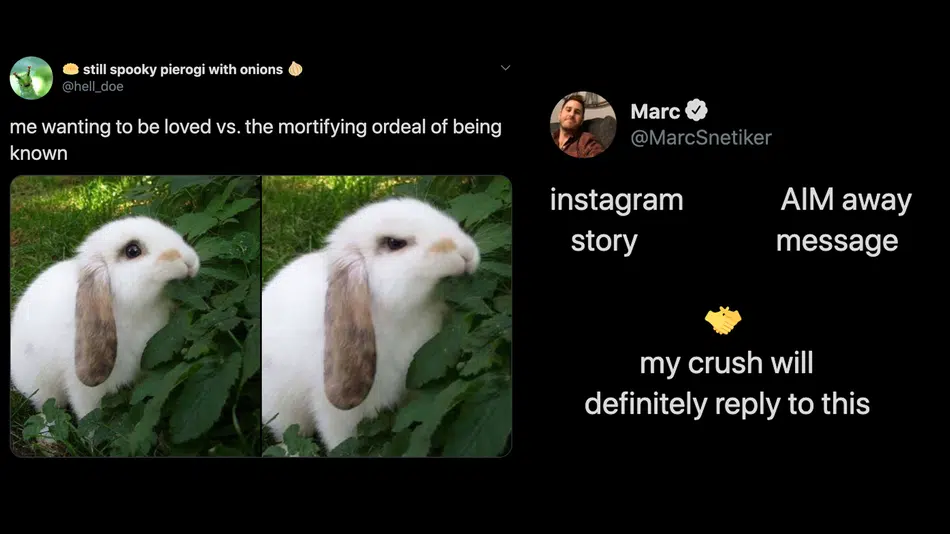 🥟 still spooky pierogi with onions 🧅
@hell_doe
me wanting to be loved vs. the mortifying ordeal of being
known
Marc
@MarcSnetiker
instagram
story
AIM away
message
🤝
my crush will
definitely reply to this